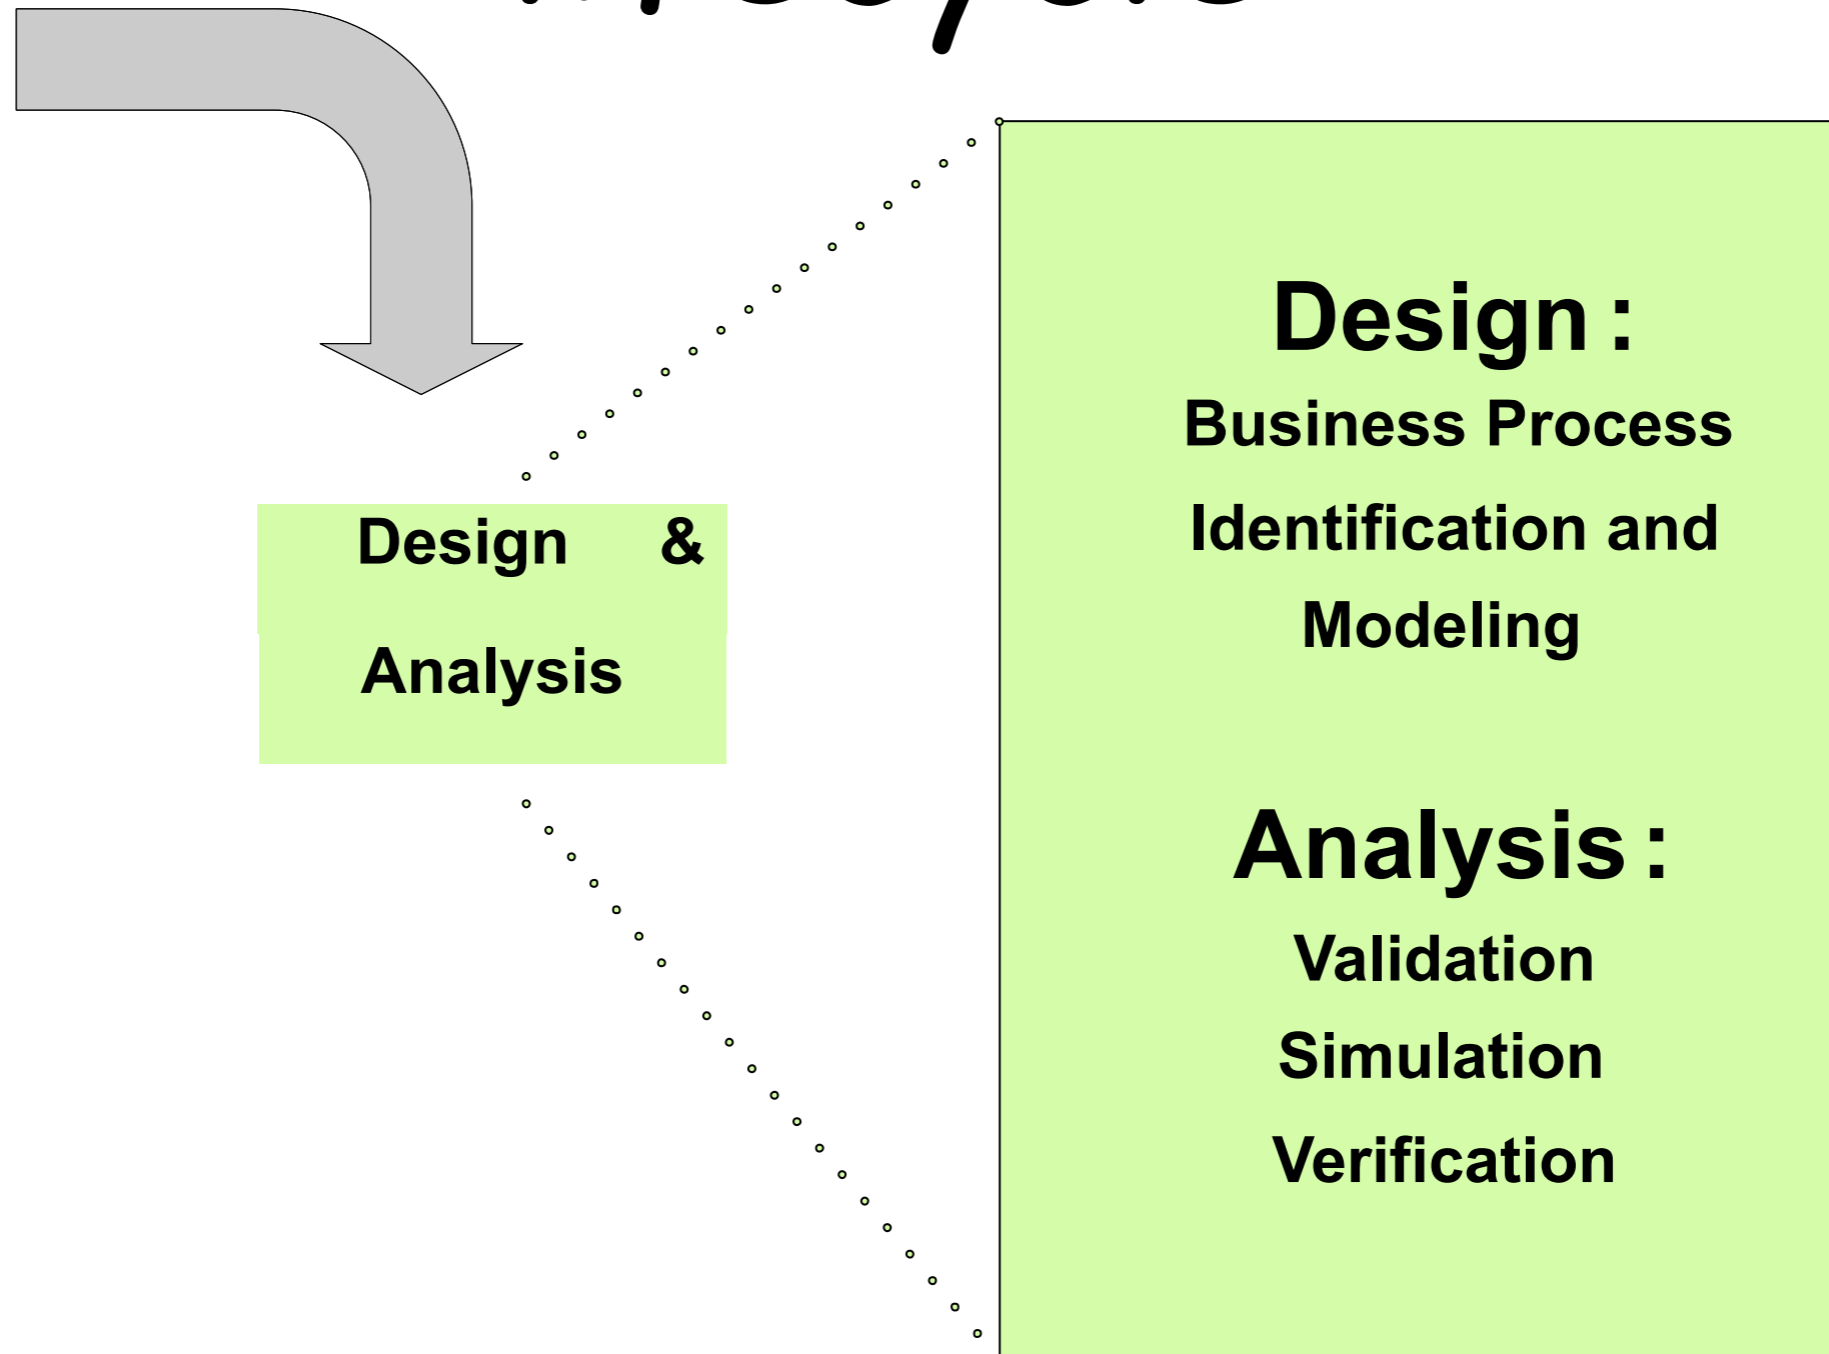 Design &
Analysis
Design :
Business Process
Identification and
Modeling
Analysis :
Validation
Simulation
Verification